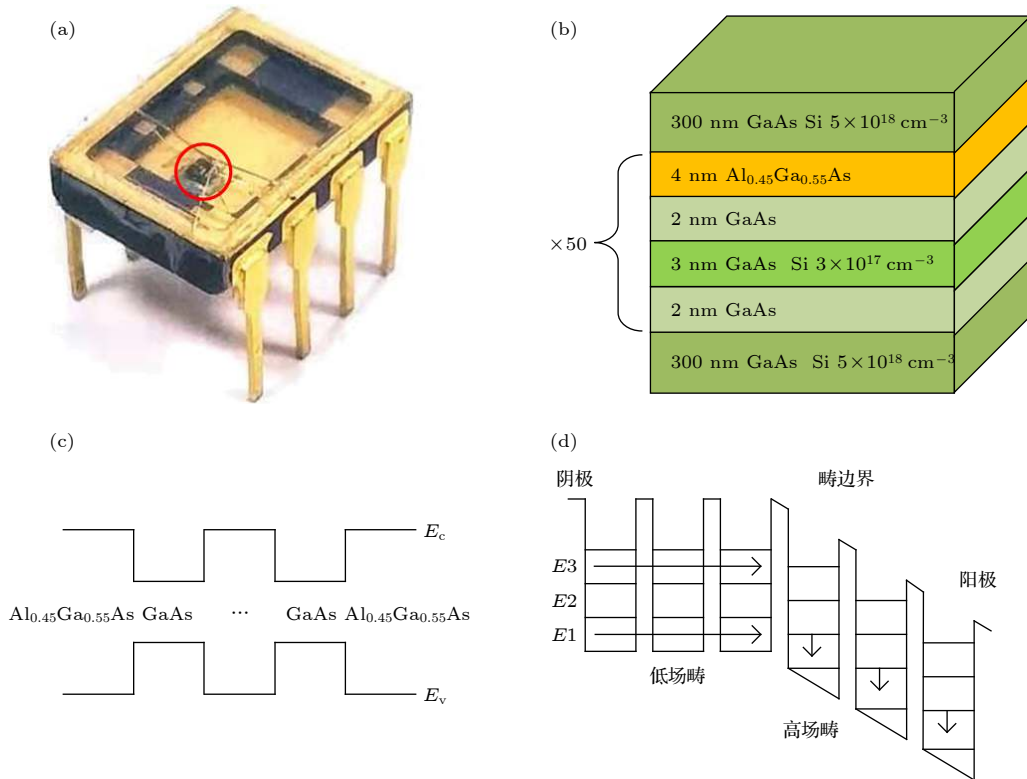 (a)
(b)
300 nm GaAs Si 5×10¹⁸ cm⁻³
4 nm Al₀.₄₅Ga₀.₅₅As
2 nm GaAs
×50
3 nm GaAs Si 3×10¹⁷ cm⁻³
2 nm GaAs
300 nm GaAs Si 5×10¹⁸ cm⁻³
(c)
Ec
Al₀.₄₅Ga₀.₅₅As GaAs ··· GaAs Al₀.₄₅Ga₀.₅₅As
Ev
(d)
阴极
畴边界
E3
阳极
E2
E1
低场畴
高场畴